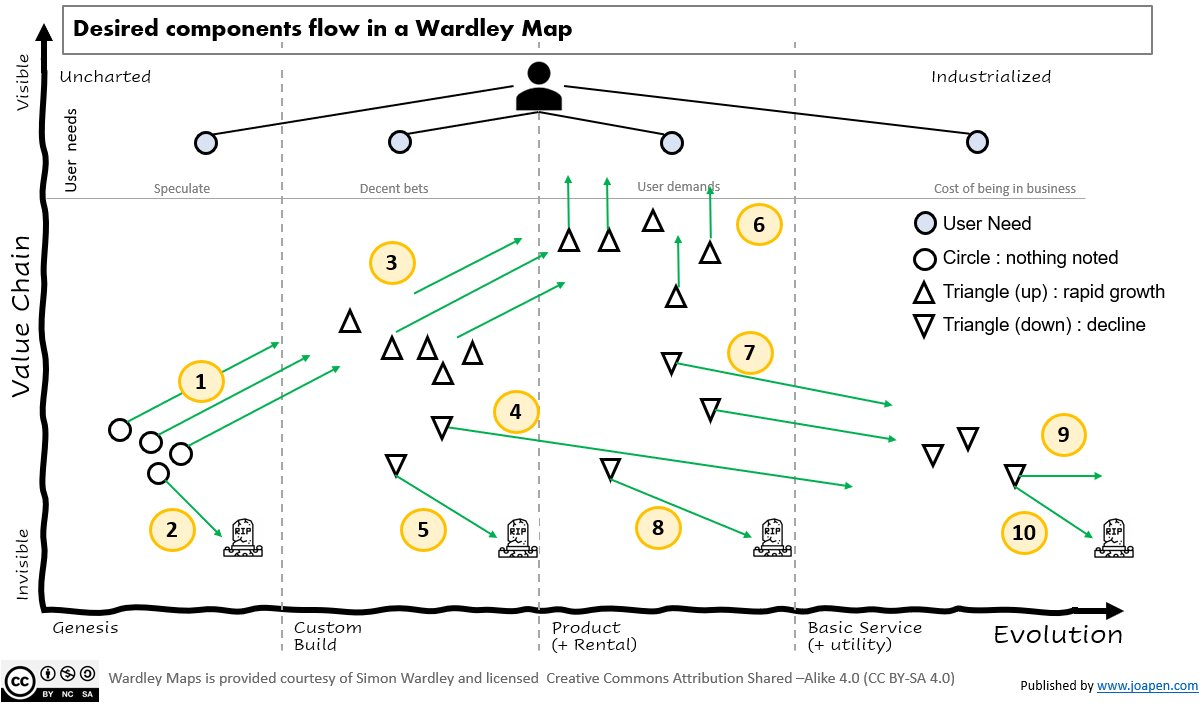 Desired components flow in a Wardley Map
Visible
Uncharted
Industrialized
User needs
Speculate
Decent bets
User demands
Cost of being in business
Value Chain
User Need
Circle : nothing noted
Triangle (up) : rapid growth
Triangle (down) : decline
6
3
7
1
4
9
2
5
8
10
RIP
RIP
RIP
RIP
Invisible
Genesis
Custom
Build
Product
(+ Rental)
Basic Service
(+ utility)
Evolution
cc
BY NC SA
Wardley Maps is provided courtesy of Simon Wardley and licensed Creative Commons Attribution Shared –Alike 4.0 (CC BY-SA 4.0)
Published by www.joapen.com